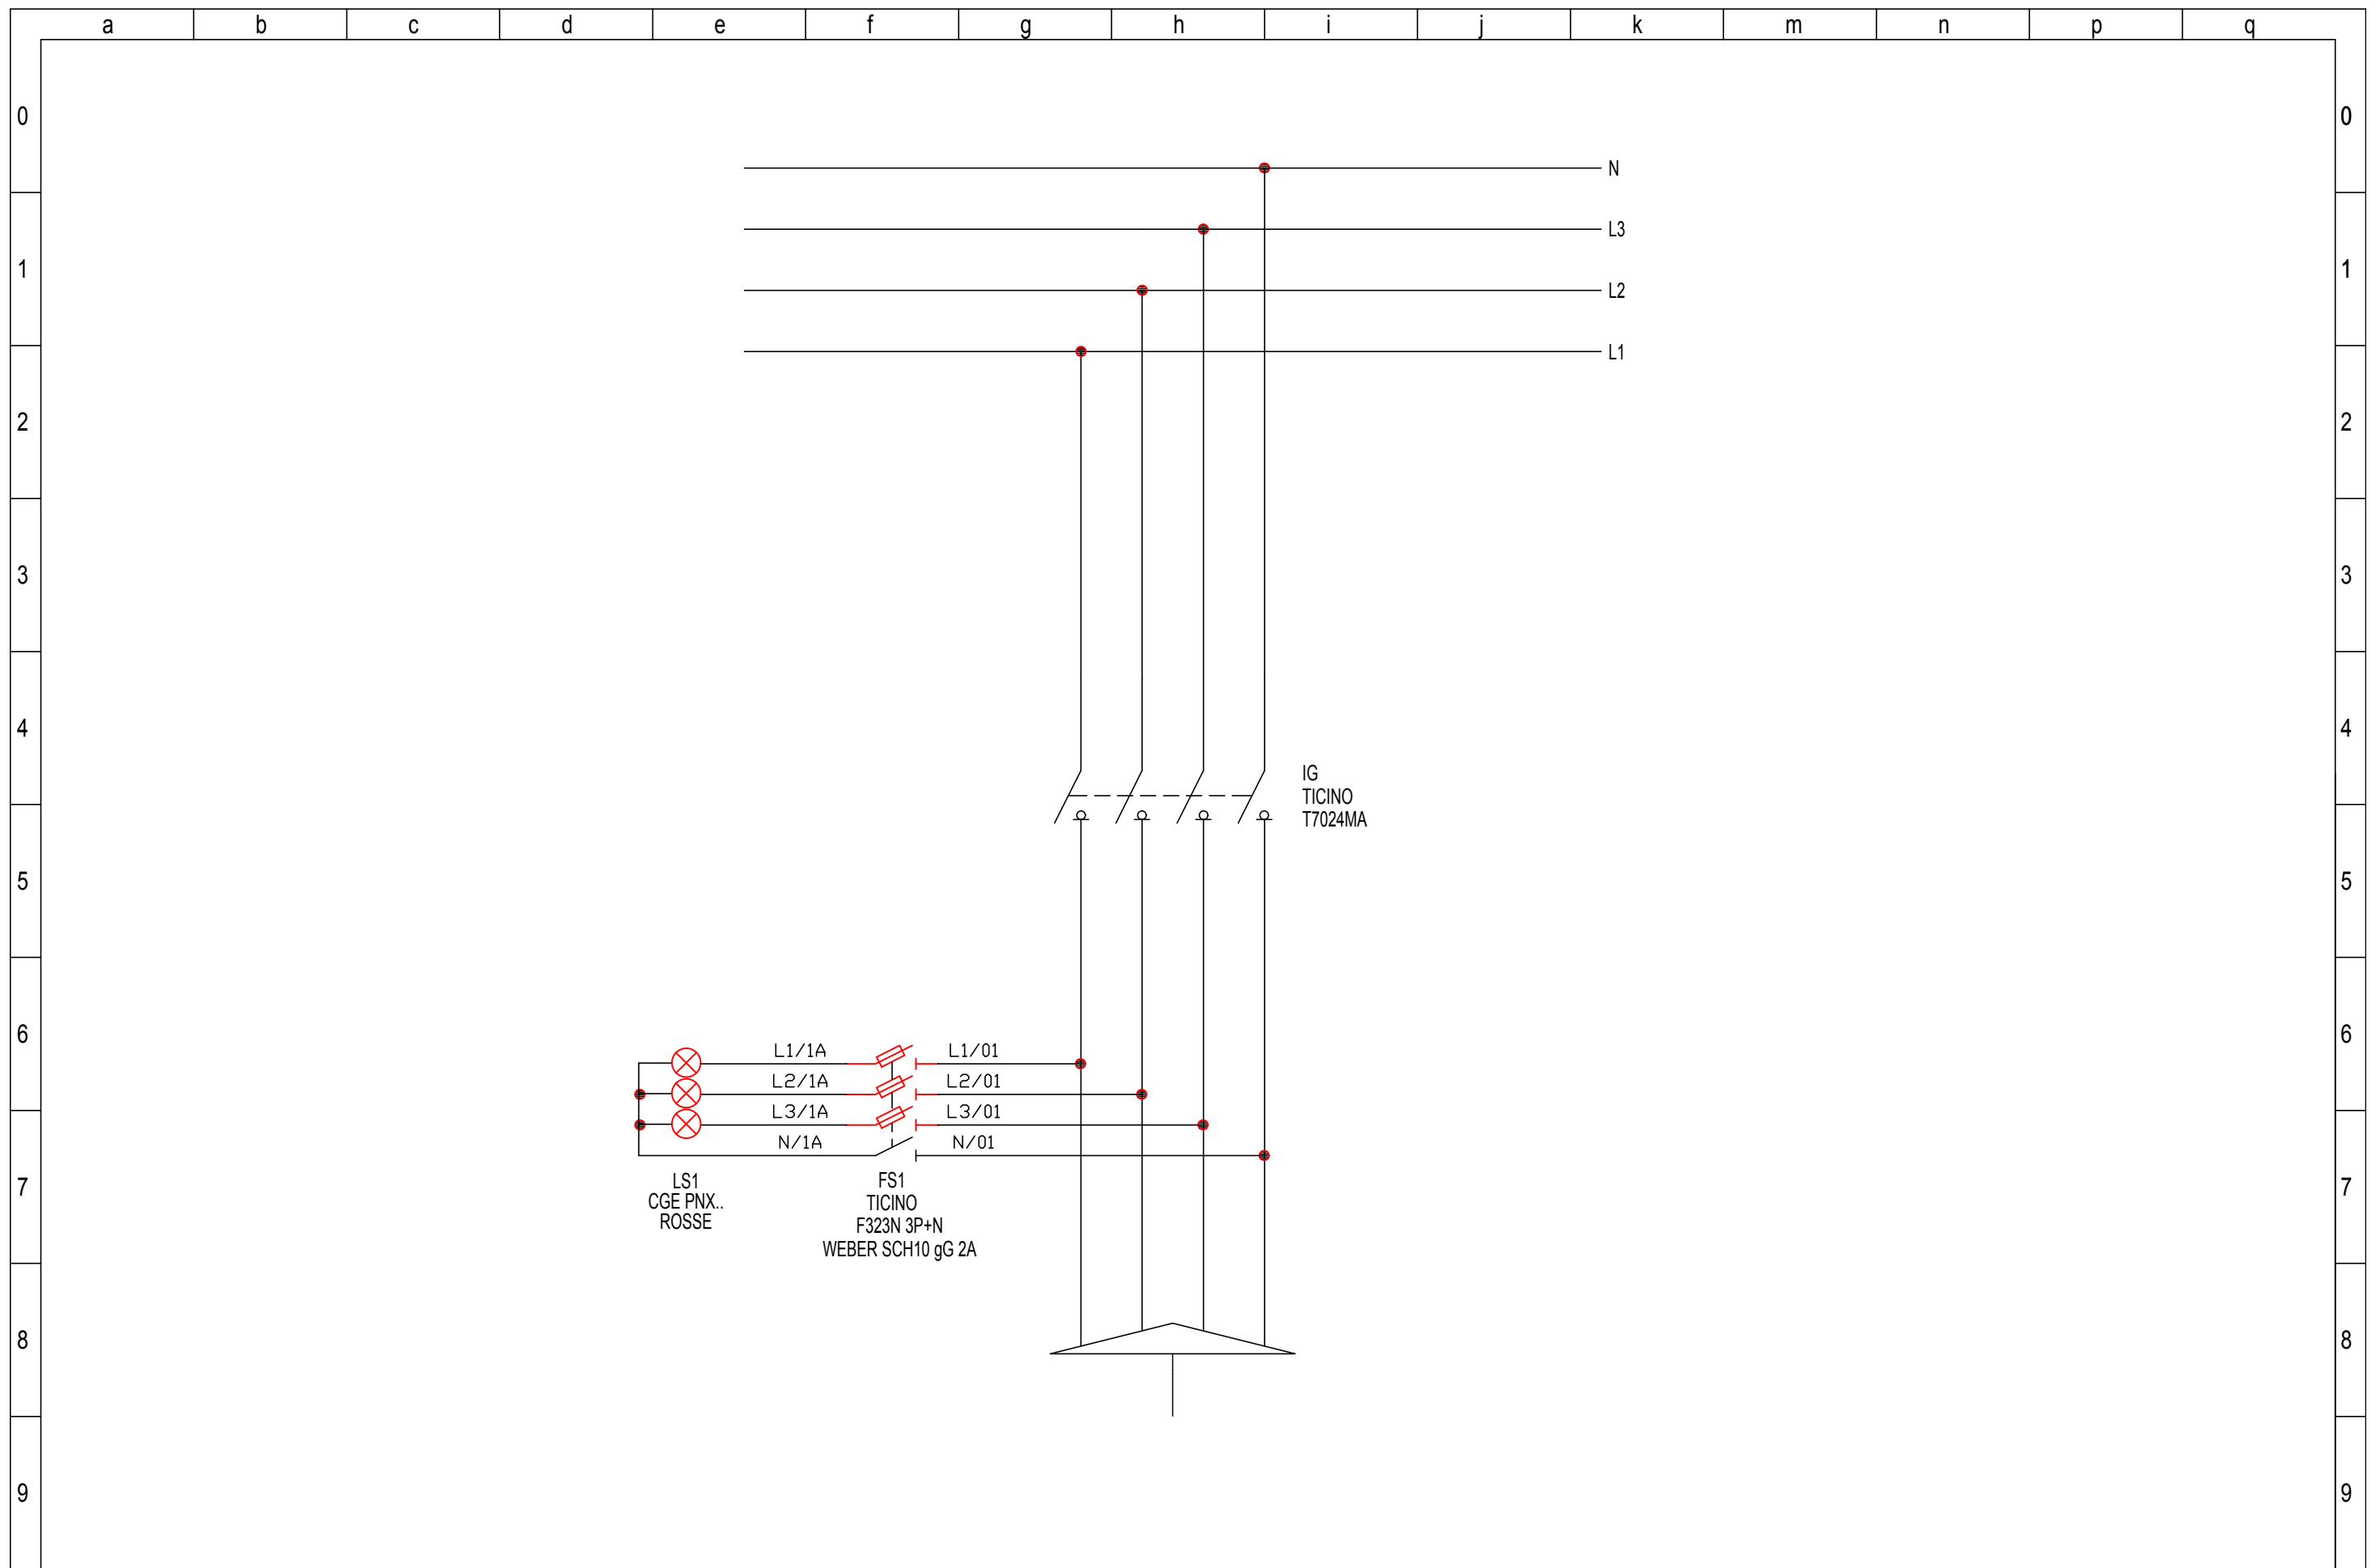 a b c d e f g h i j k m n p q
0 0
N
L3
1 1
L2
L1
2 2
3 3
4 4
IG
TICINO
T7024MA
5 5
6 6
L1/1A L1/01
L2/1A L2/01
L3/1A L3/01
N/1A N/01
7 7
LS1
CGE PNX..
ROSSE
FS1
TICINO
F323N 3P+N
WEBER SCH10 gG 2A
8 8
9 9